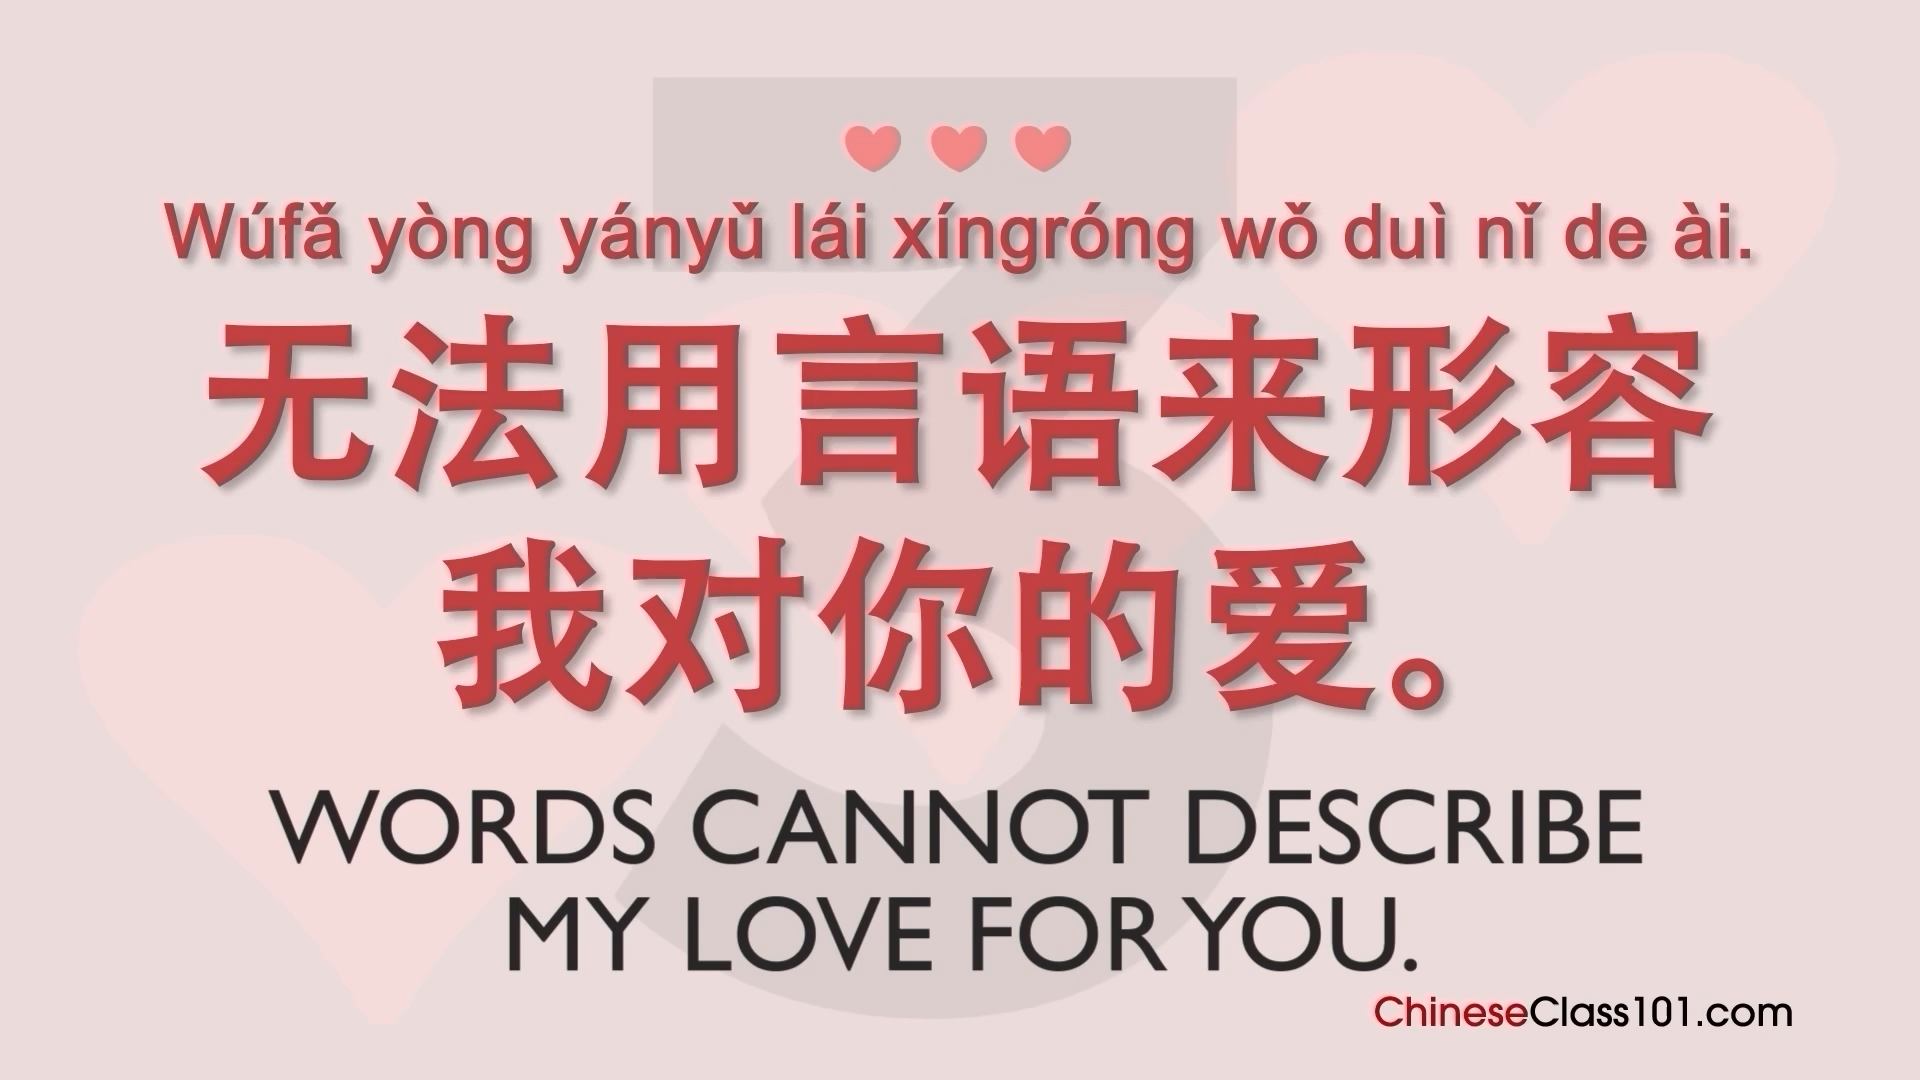 3
Wúfǎ yòng yányǔ lái xíngróng wǒ duì nǐ de ài.
无法用言语来形容
我对你的爱。
WORDS CANNOT DESCRIBE
MY LOVE FOR YOU.
ChineseClass101.com